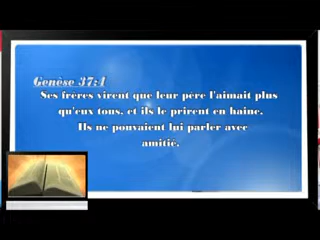 Genèse 37:4
Ses frères virent que leur père l'aimait plus
qu'eux tous, et ils le prirent en haine.
Ils ne pouvaient lui parler avec
amitié.